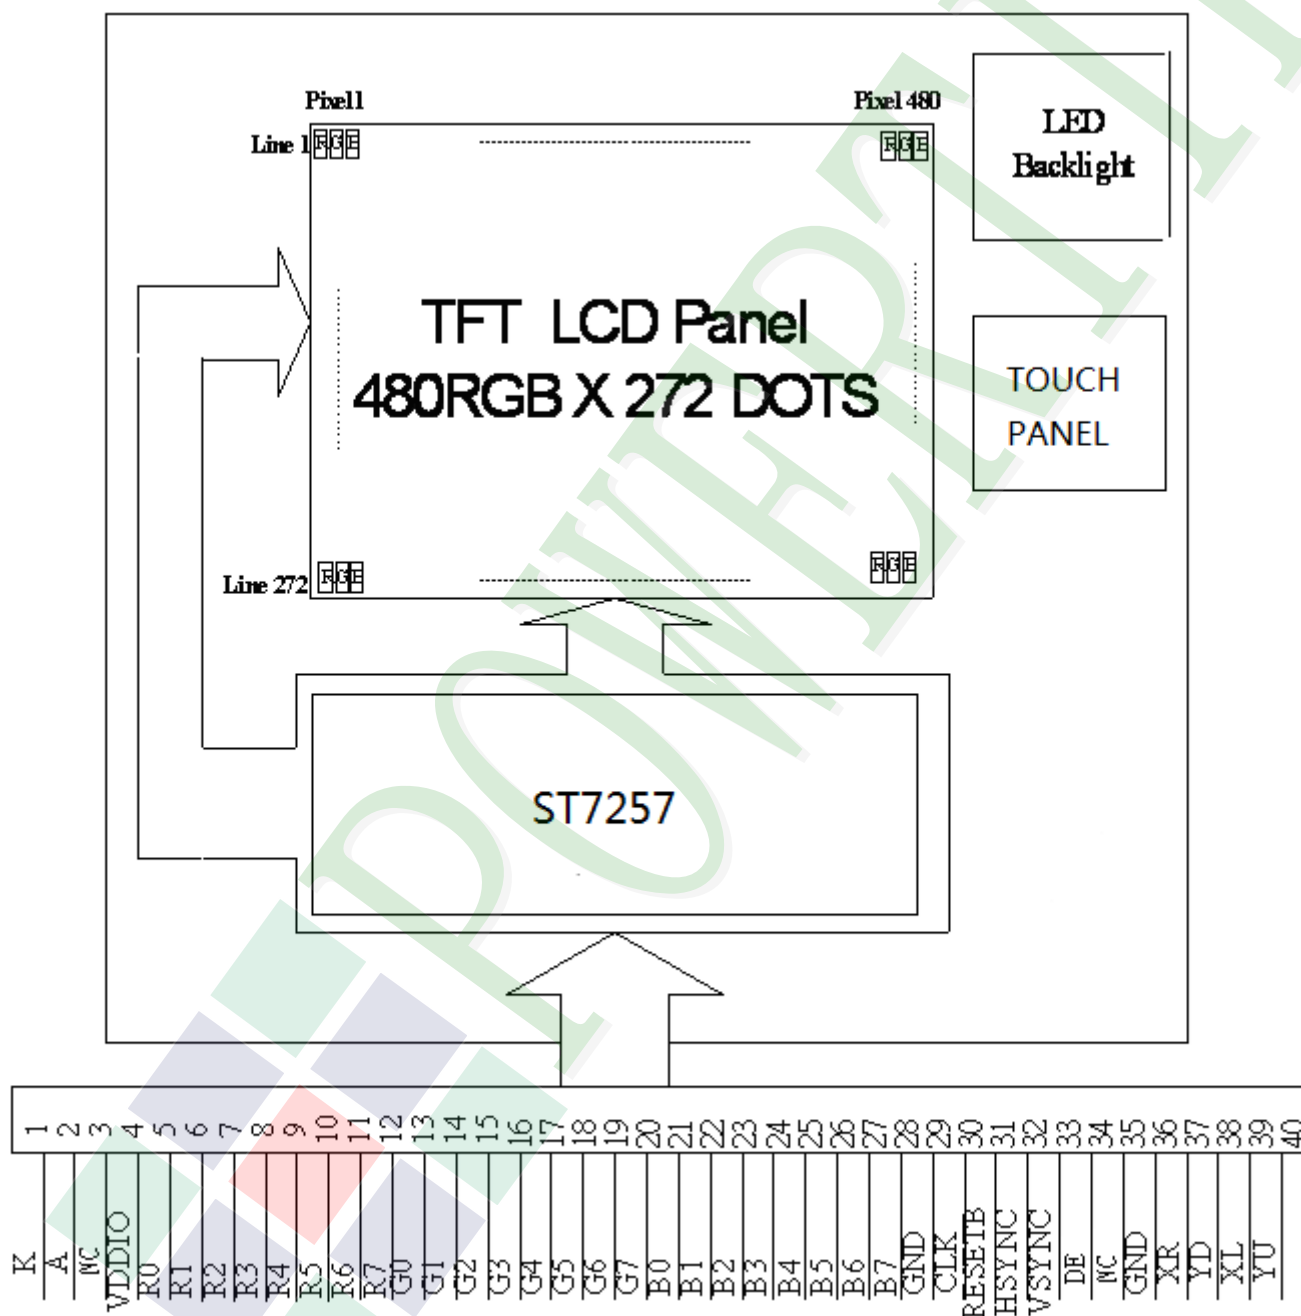 Pixel1
Pixel 480
LED
Backlight
Line 1
RGB
RGB
TFT LCD Panel
480RGB X 272 DOTS
TOUCH
PANEL
Line 272
RGB
RGB
ST7257
1 2 3 4 5 6 7 8 9 10 11 12 13 14 15 16 17 18 19 20 21 22 23 24 25 26 27 28 29 30 31 32 33 34 35 36 37 38 39 40
K A NC VDDIO R0 R1 R2 R3 R4 R5 R6 R7 G0 G1 G2 G3 G4 G5 G6 G7 B0 B1 B2 B3 B4 B5 B6 B7 GND CLK RESETB HSYNC VSYNC DE NC GND XR YD XL YU
POWERTI